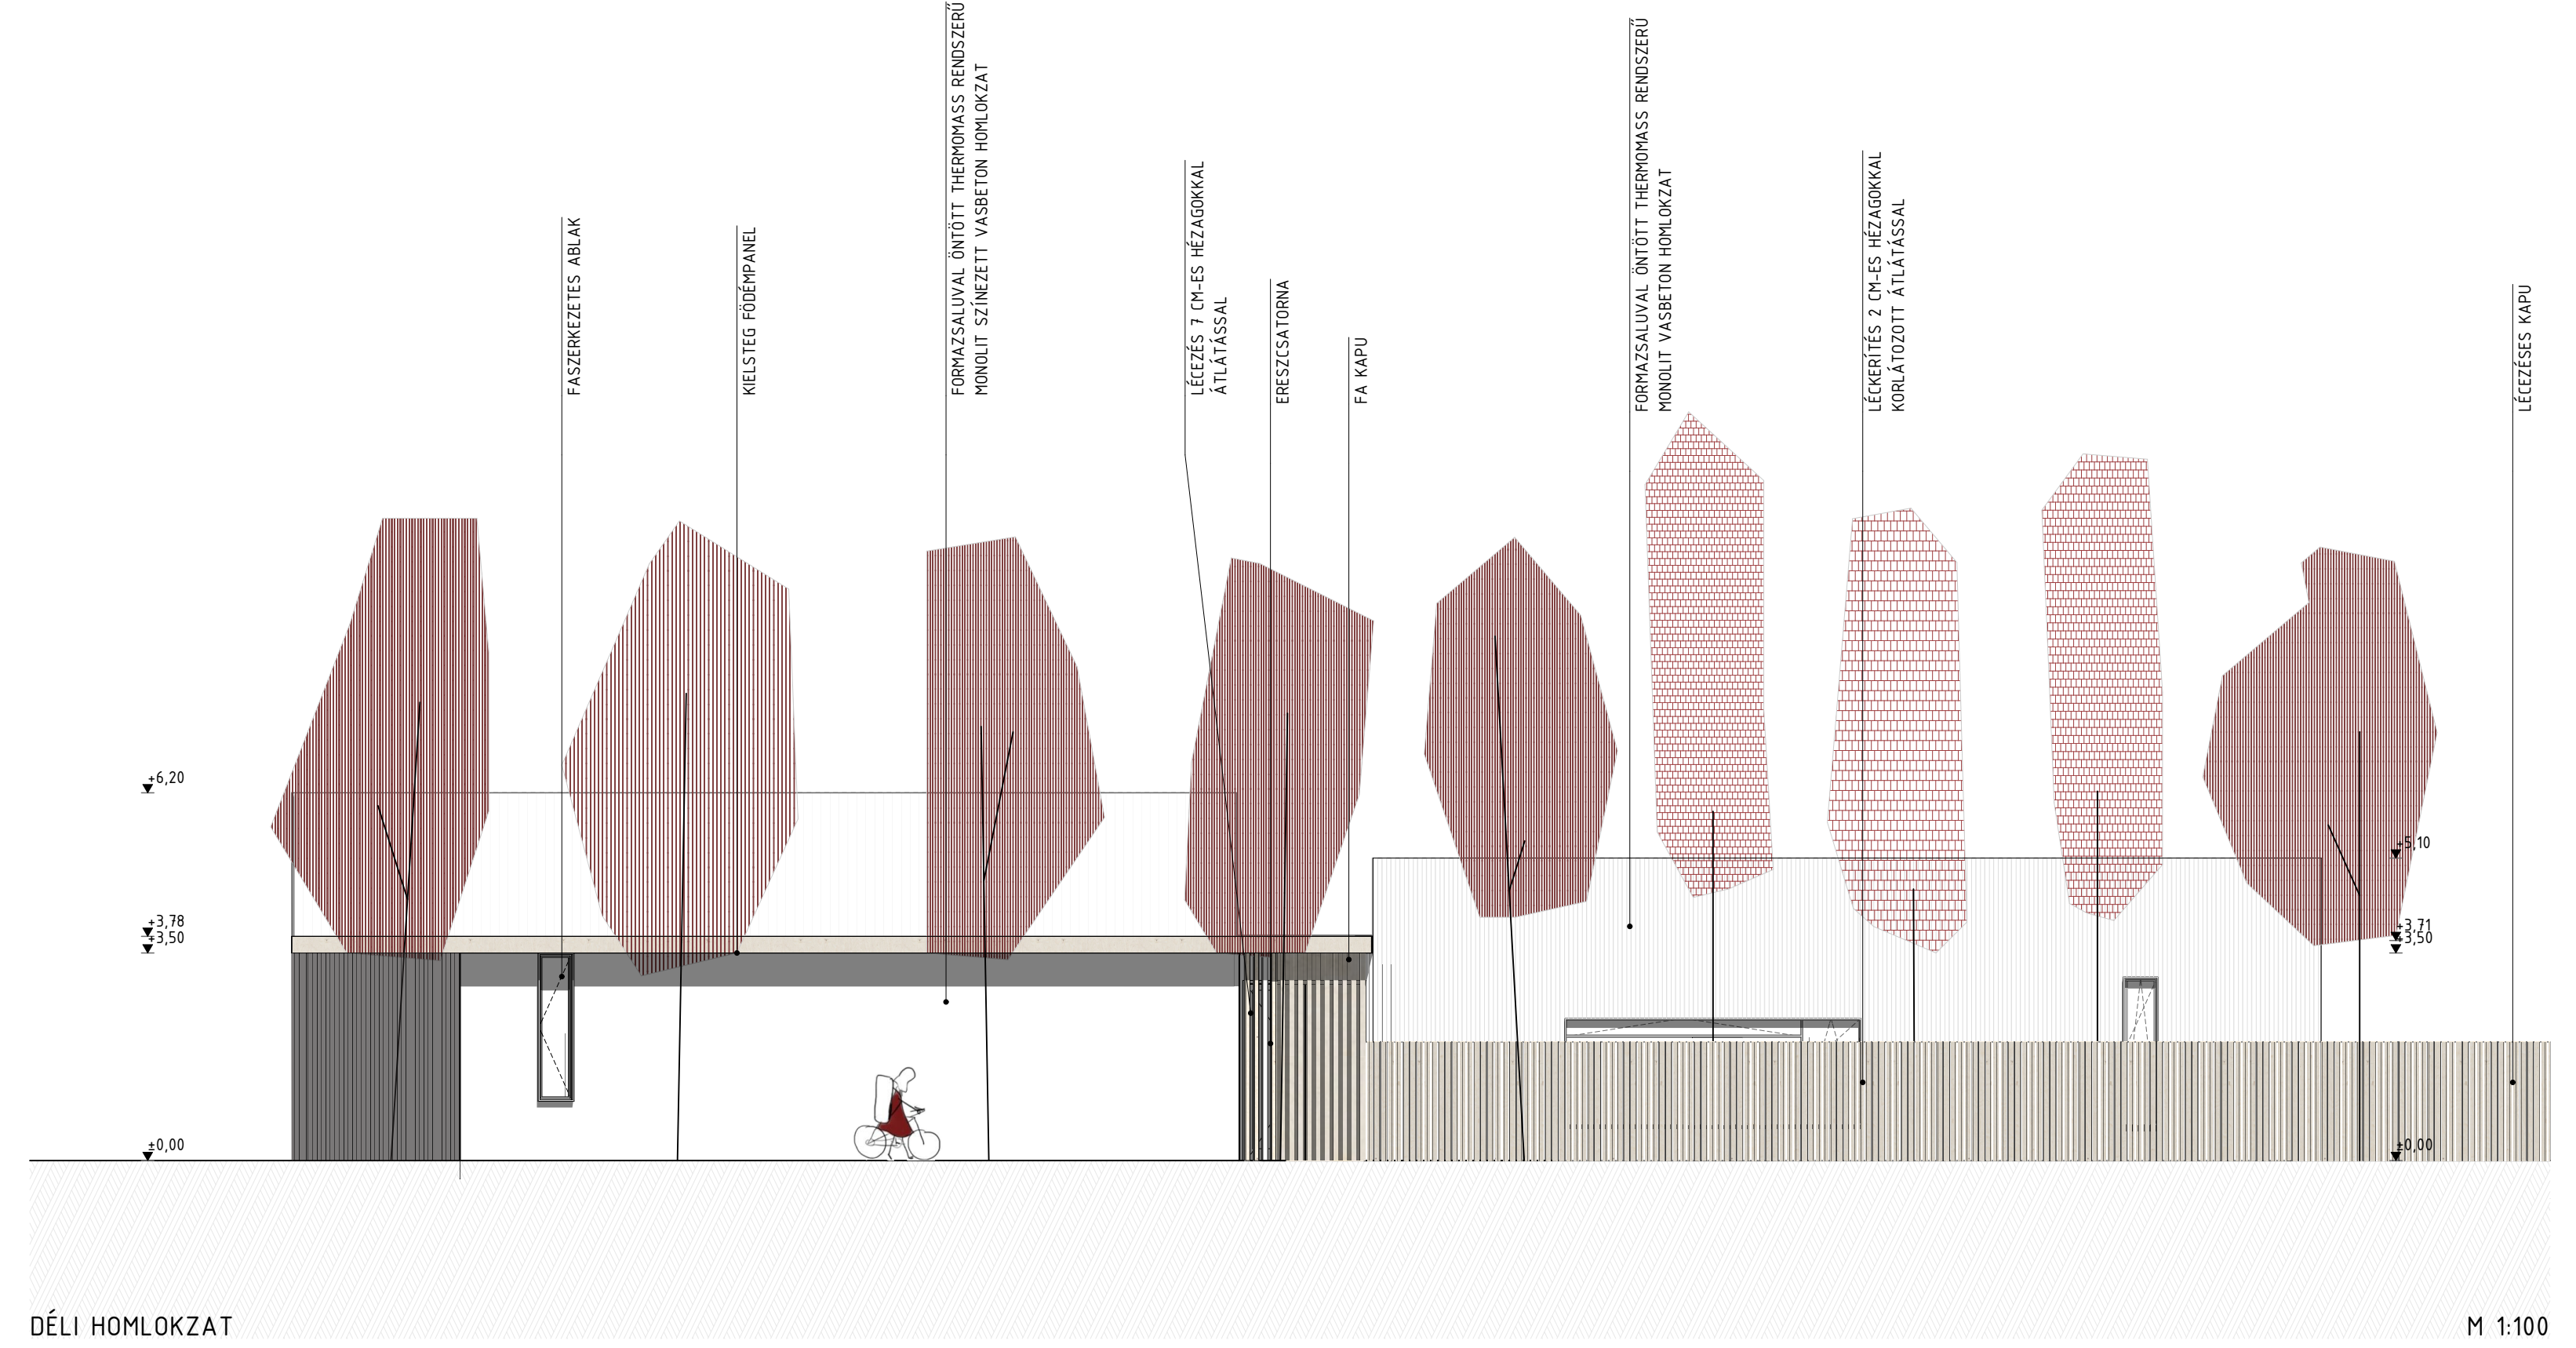 FASZERKEZETES ABLAK
KIELSTEG FÖDÉMPANEL
FORMAZSALUVAL ÖNTÖTT THERMOMASS RENDSZERŰ
MONOLIT SZÍNEZETT VASBETON HOMLOKZAT
LÉCEZÉS 7 CM-ES HÉZAGOKKAL
ÁTLÁTÁSSAL
ERESZCSATORNA
FA KAPU
FORMAZSALUVAL ÖNTÖTT THERMOMASS RENDSZERŰ
MONOLIT VASBETON HOMLOKZAT
LÉCKERÍTÉS 2 CM-ES HÉZAGOKKAL
KORLÁTOZOTT ÁTLÁTÁSSAL
LÉCEZÉSES KAPU
+6,20
+3,78
+3,50
±0,00
+5,10
+3,71
+3,50
±0,00
DÉLI HOMLOKZAT
M 1:100